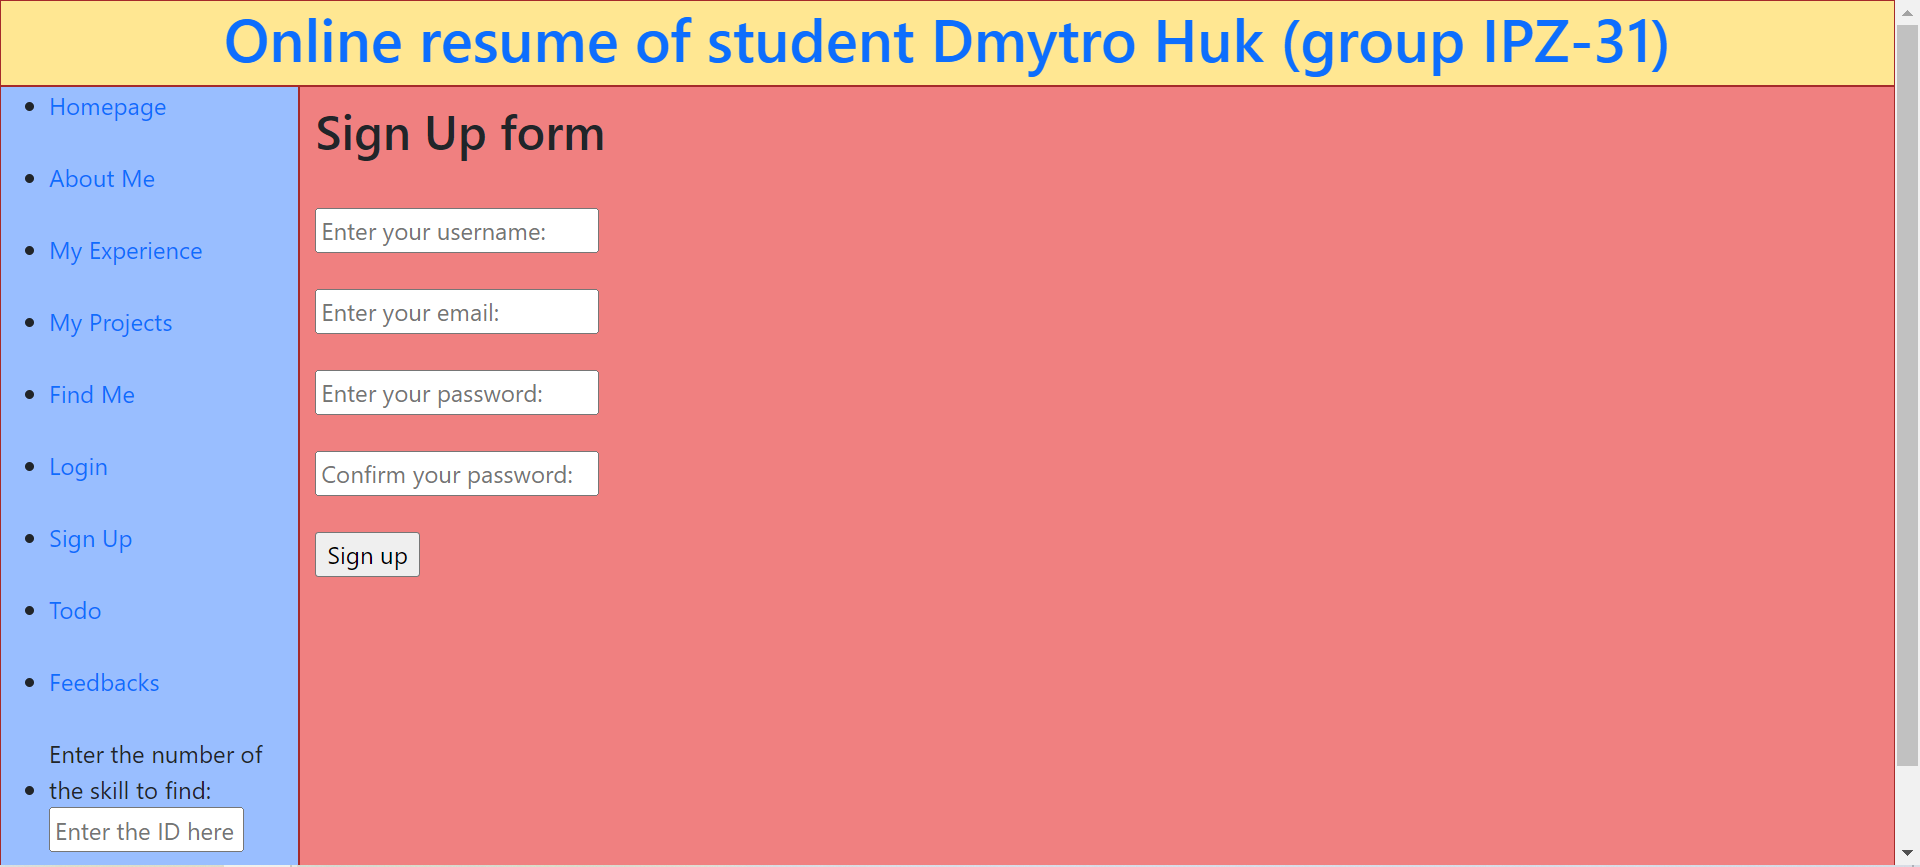 Online resume of student Dmytro Huk (group IPZ-31)
Homepage
About Me
My Experience
My Projects
Find Me
Login
Sign Up
Todo
Feedbacks
Enter the number of
the skill to find:
Enter the ID here
Sign Up form
Enter your username:
Enter your email:
Enter your password:
Confirm your password:
Sign up